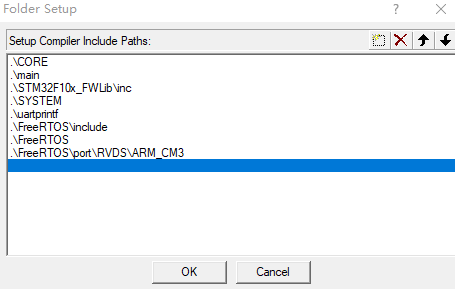 Folder Setup
?
Setup Compiler Include Paths:
.\CORE
.\main
.\STM32F10x_FWLib\inc
.\SYSTEM
.\uartprintf
.\FreeRTOS\include
.\FreeRTOS
.\FreeRTOS\port\RVDS\ARM_CM3
OK
Cancel